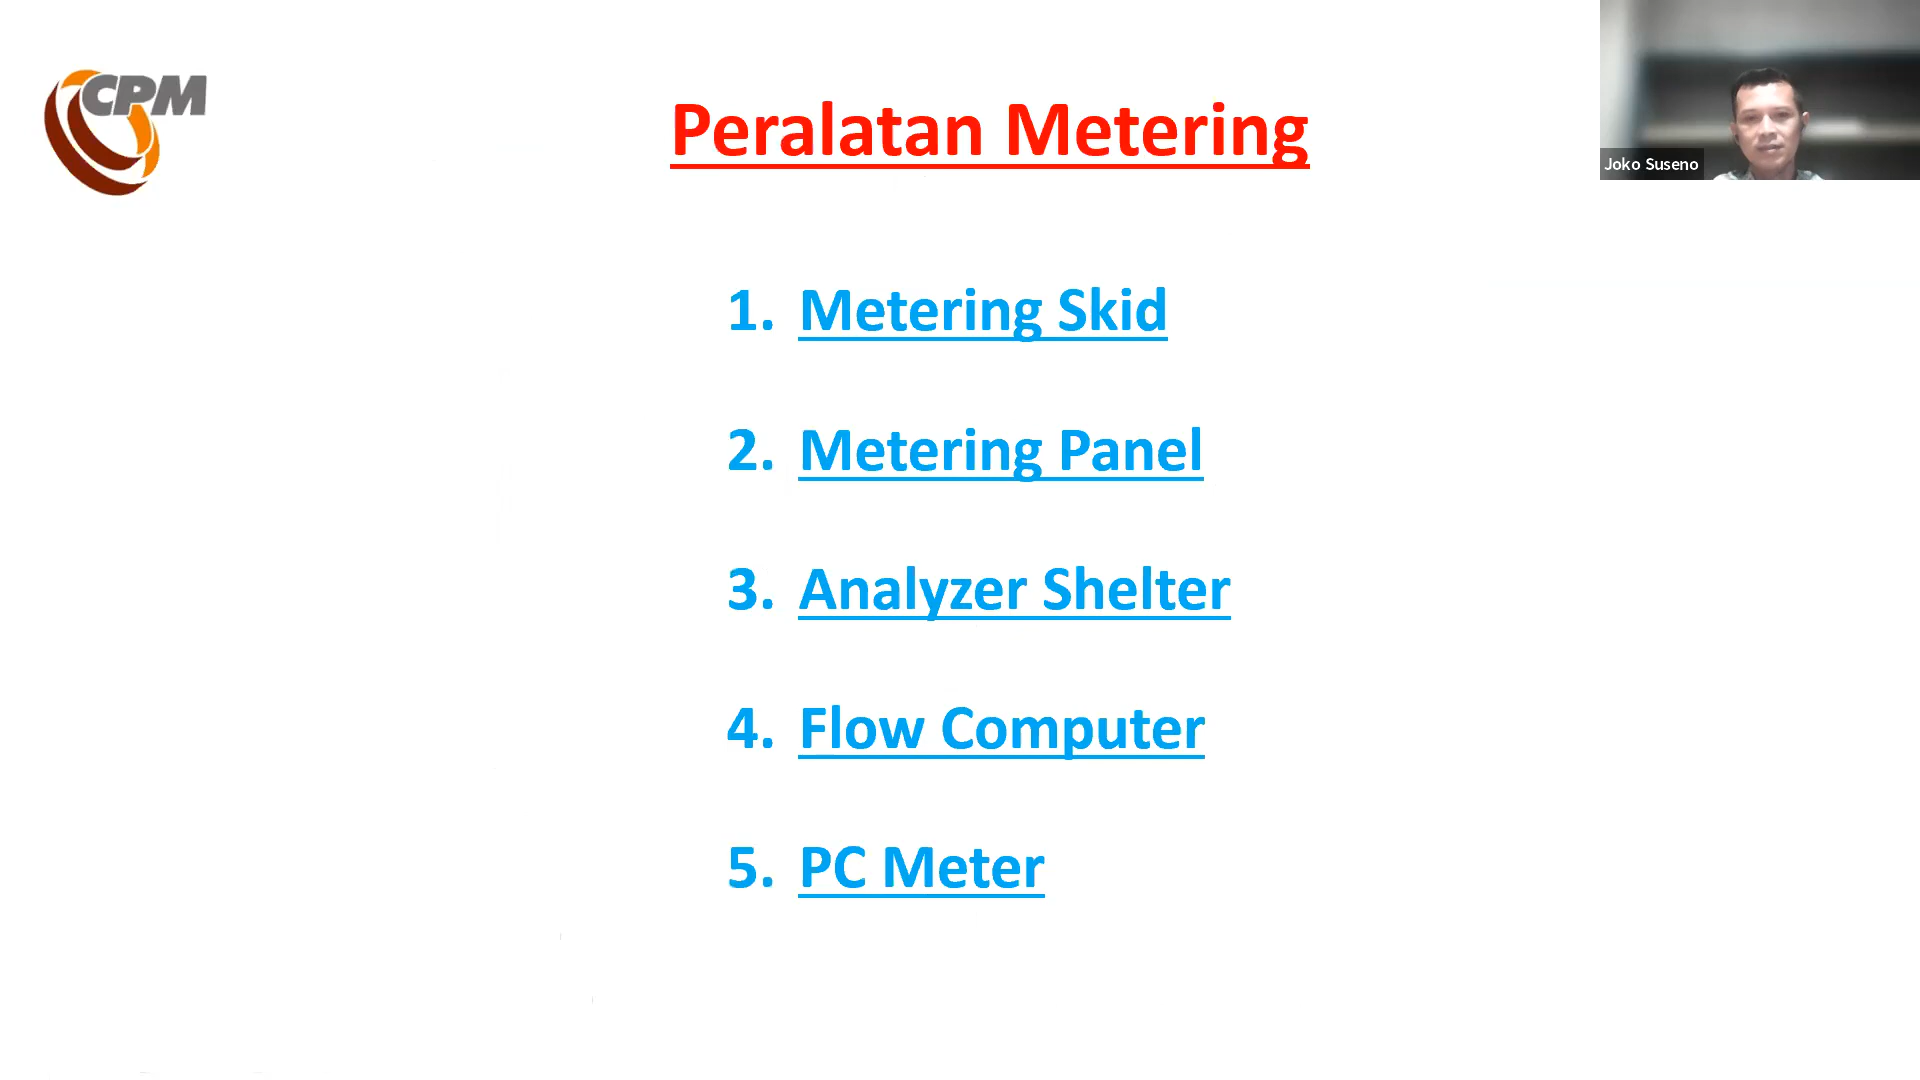 CPM
Peralatan Metering
Joko Suseno
1. Metering Skid
2. Metering Panel
3. Analyzer Shelter
4. Flow Computer
5. PC Meter